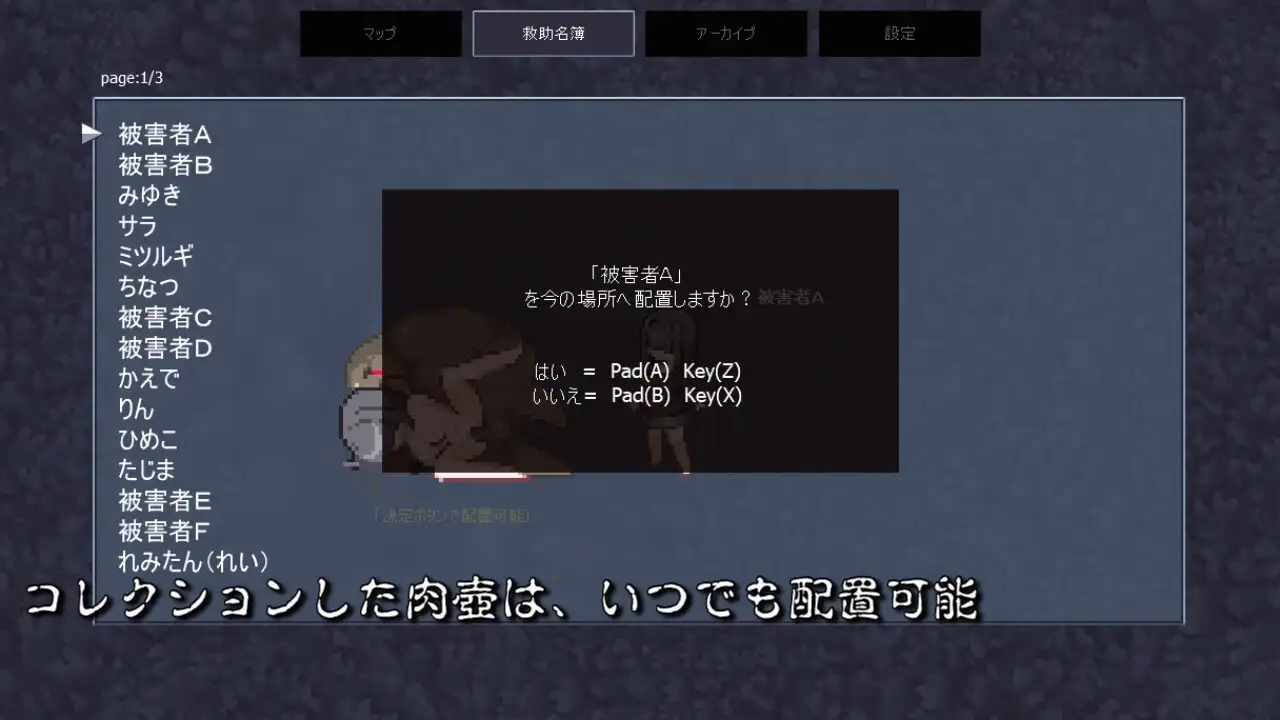 マップ
救助名簿
アーカイブ
設定
page:1/3
被害者A
被害者B
みゆき
サラ
ミツルギ
ちなつ
被害者C
被害者D
かえで
りん
ひめこ
たじま
被害者E
被害者F
れみたん(れい)
「被害者A」
を今の場所へ配置しますか？
被害者A
はい = Pad(A) Key(Z)
いいえ= Pad(B) Key(X)
「決定ボタンで配置可能」
コレクションした肉壺は、いつでも配置可能